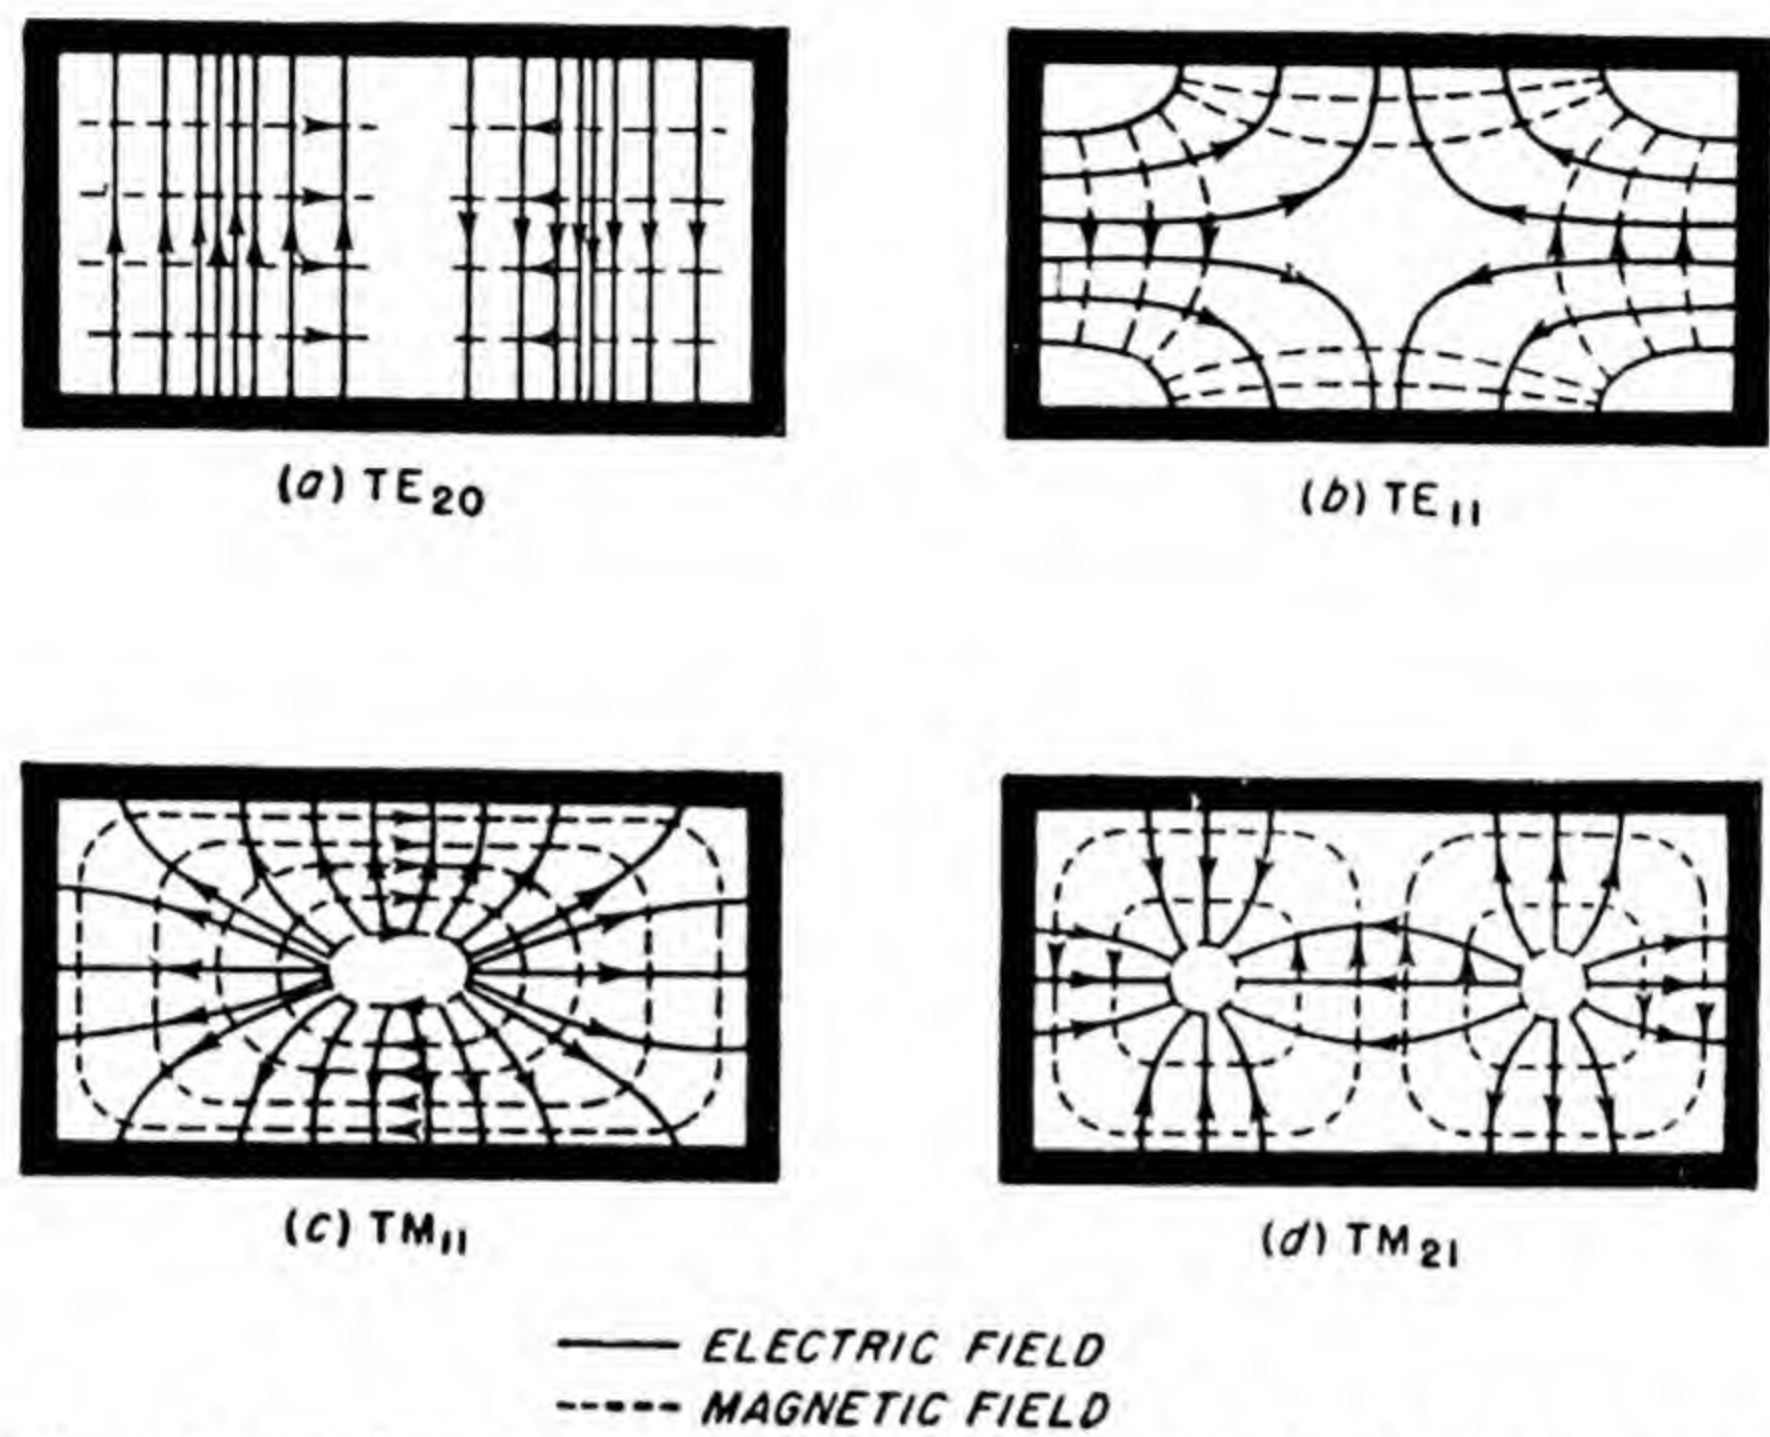 (a) TE20
(b) TE11
(c) TM11
(d) TM21
ELECTRIC FIELD
MAGNETIC FIELD